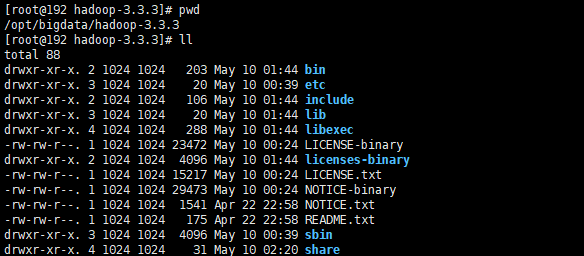 [root@192 hadoop-3.3.3]# pwd
/opt/bigdata/hadoop-3.3.3
[root@192 hadoop-3.3.3]# ll
total 88
drwxr-xr-x. 2 1024 1024   203 May 10 01:44 bin
drwxr-xr-x. 3 1024 1024    20 May 10 00:39 etc
drwxr-xr-x. 2 1024 1024   106 May 10 01:44 include
drwxr-xr-x. 3 1024 1024    20 May 10 01:44 lib
drwxr-xr-x. 4 1024 1024   288 May 10 01:44 libexec
-rw-rw-r--. 1 1024 1024 23472 May 10 00:24 LICENSE-binary
drwxr-xr-x. 2 1024 1024  4096 May 10 01:44 licenses-binary
-rw-rw-r--. 1 1024 1024 15217 May 10 00:24 LICENSE.txt
-rw-rw-r--. 1 1024 1024 29473 May 10 00:24 NOTICE-binary
-rw-rw-r--. 1 1024 1024  1541 Apr 22 22:58 NOTICE.txt
-rw-rw-r--. 1 1024 1024   175 Apr 22 22:58 README.txt
drwxr-xr-x. 3 1024 1024  4096 May 10 00:39 sbin
drwxr-xr-x. 4 1024 1024    31 May 10 02:20 share